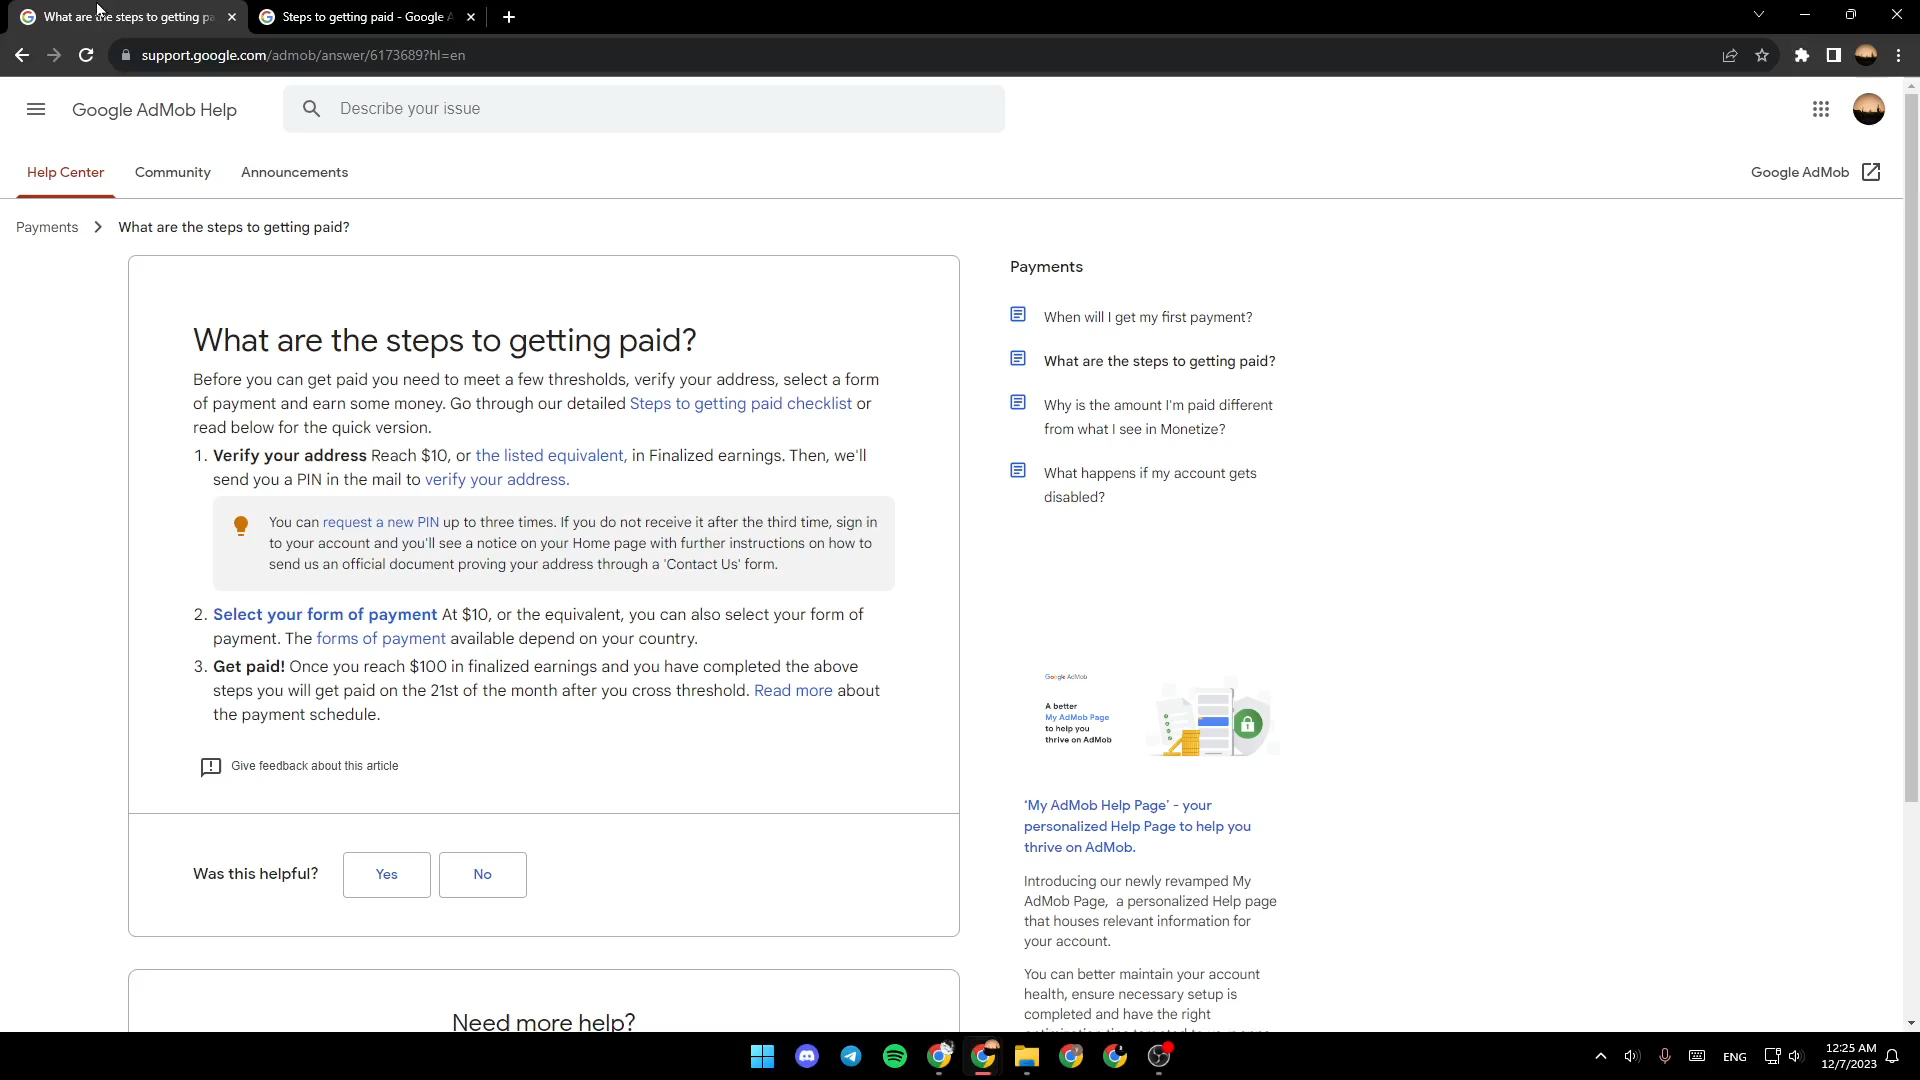 What are the steps to getting pa
Steps to getting paid - Google A
support.google.com/admob/answer/6173689?hl=en
Google AdMob Help
Describe your issue
Help Center
Community
Announcements
Google AdMob
Payments
What are the steps to getting paid?
What are the steps to getting paid?
Before you can get paid you need to meet a few thresholds, verify your address, select a form
of payment and earn some money. Go through our detailed Steps to getting paid checklist or
read below for the quick version.
1. Verify your address Reach $10, or the listed equivalent, in Finalized earnings. Then, we'll
send you a PIN in the mail to verify your address.
You can request a new PIN up to three times. If you do not receive it after the third time, sign in
to your account and you'll see a notice on your Home page with further instructions on how to
send us an official document proving your address through a 'Contact Us' form.
2. Select your form of payment At $10, or the equivalent, you can also select your form of
payment. The forms of payment available depend on your country.
3. Get paid! Once you reach $100 in finalized earnings and you have completed the above
steps you will get paid on the 21st of the month after you cross threshold. Read more about
the payment schedule.
Give feedback about this article
Was this helpful?
Yes
No
Need more help?
Payments
When will I get my first payment?
What are the steps to getting paid?
Why is the amount I'm paid different
from what I see in Monetize?
What happens if my account gets
disabled?
Google AdMob
A better
My AdMob Page
to help you
thrive on AdMob
'My AdMob Help Page' - your
personalized Help Page to help you
thrive on AdMob.
Introducing our newly revamped My
AdMob Page, a personalized Help page
that houses relevant information for
your account.
You can better maintain your account
health, ensure necessary setup is
completed and have the right
ENG
12:25 AM
12/7/2023